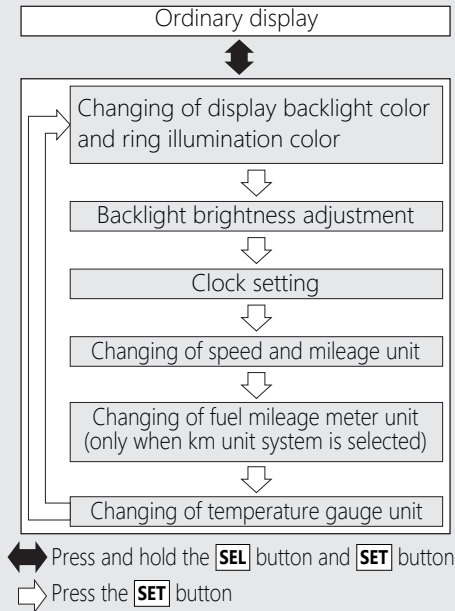 Ordinary display
Changing of display backlight color
and ring illumination color
Backlight brightness adjustment
Clock setting
Changing of speed and mileage unit
Changing of fuel mileage meter unit
(only when km unit system is selected)
Changing of temperature gauge unit
Press and hold the SEL button and SET button
Press the SET button